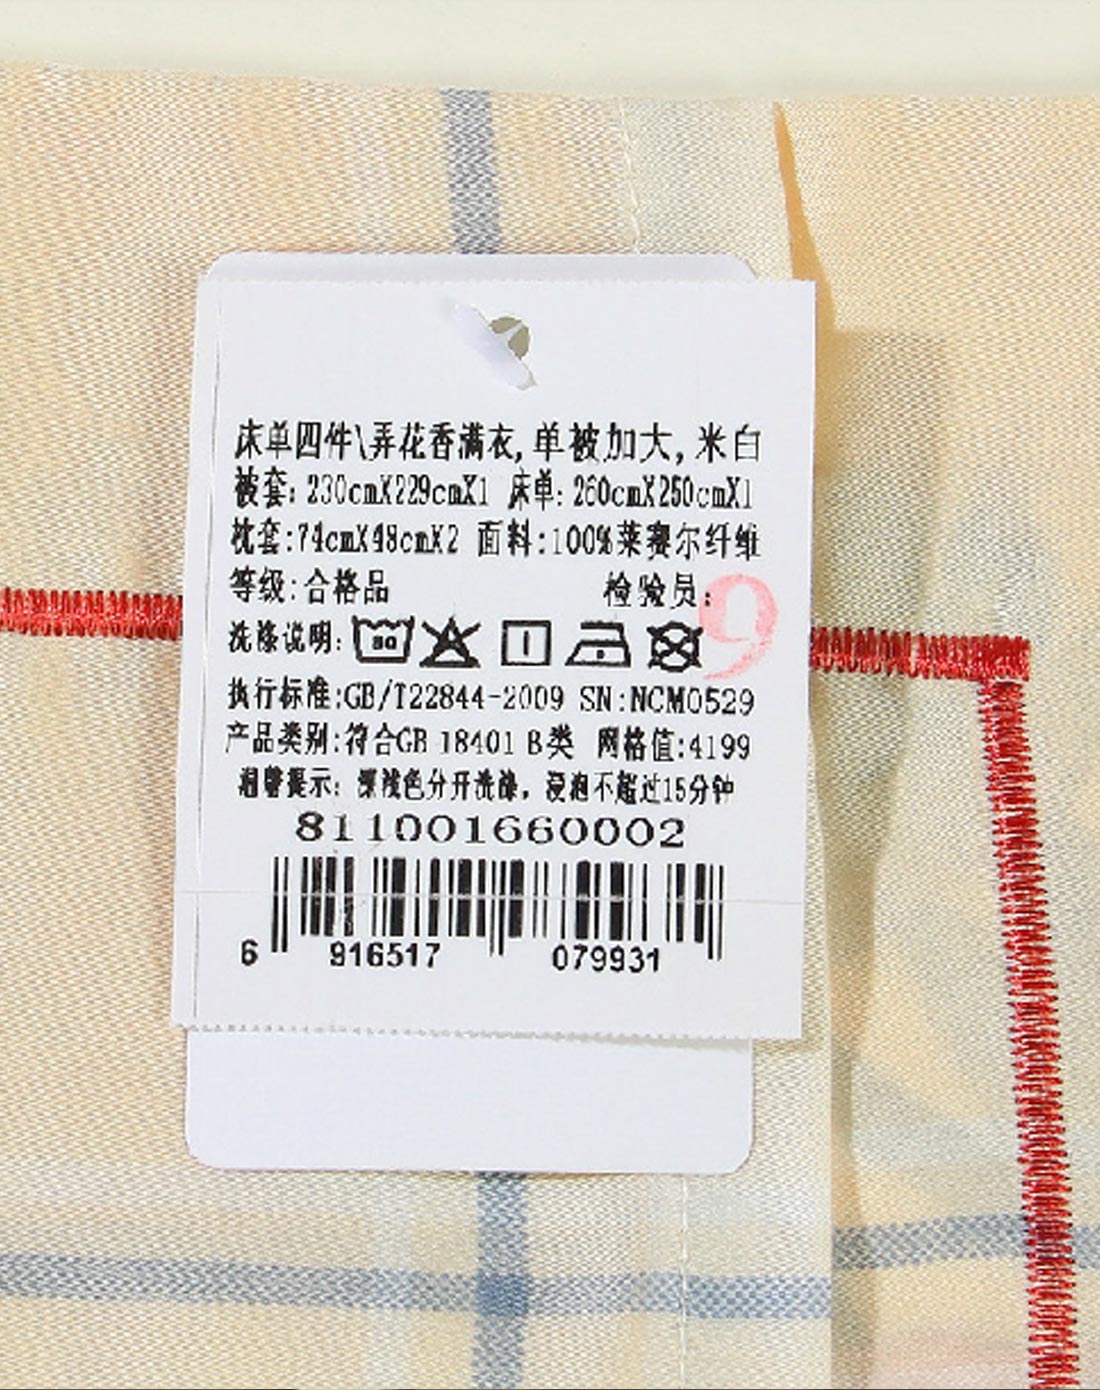 床单四件\弄花香满衣,单被加大,米白
被套:230cmX229cmX1 床单:260cmX250cmX1
枕套:74cmX48cmX2 面料:100%莱赛尔纤维
等级:合格品 检验员: 9
洗涤说明:
执行标准:GB/T22844-2009 SN:NCM0529
产品类别:符合GB 18401 B类 网格值:4199
温馨提示: 深浅色分开洗涤,浸泡不超过15分钟
811001660002
6 916517 079931